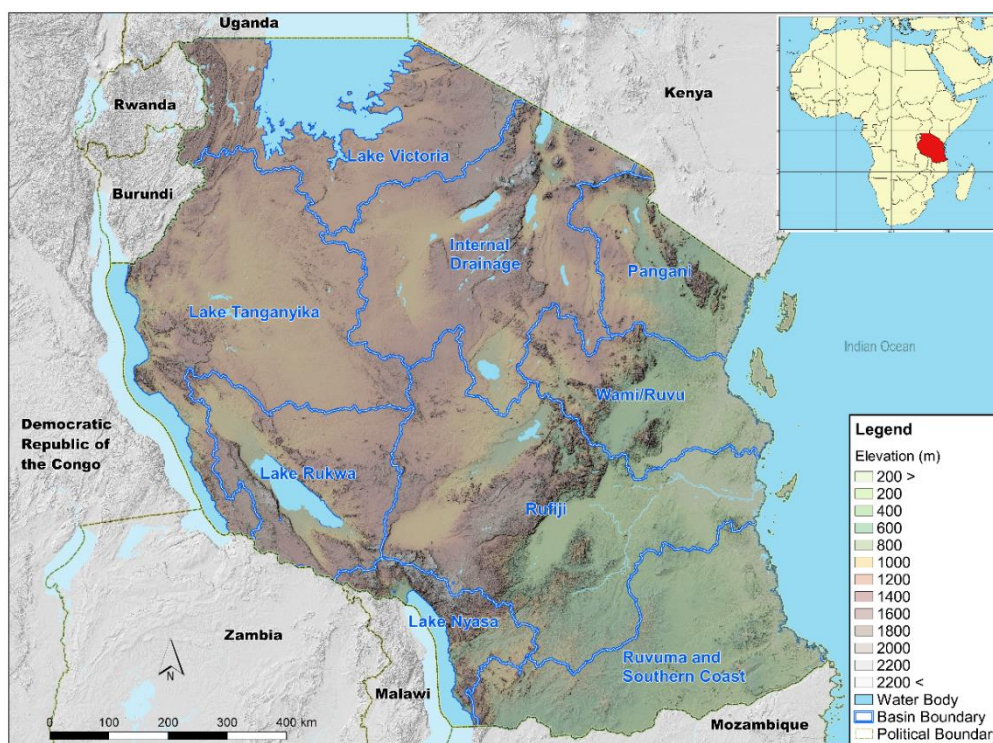 Uganda
Rwanda
Kenya
Lake Victoria
Burundi
Internal
Drainage
Pangani
Lake Tanganyika
Indian Ocean
Wami/Ruvu
Democratic
Republic of
the Congo
Lake Rukwa
Rufiji
Lake Nyasa
Zambia
Ruvuma and
Southern Coast
N
Malawi
Mozambique
0 100 200 300 400 km
Legend
Elevation (m)
200 >
200
400
600
800
1000
1200
1400
1600
1800
2000
2200
2200 <
Water Body
Basin Boundary
Political Boundar